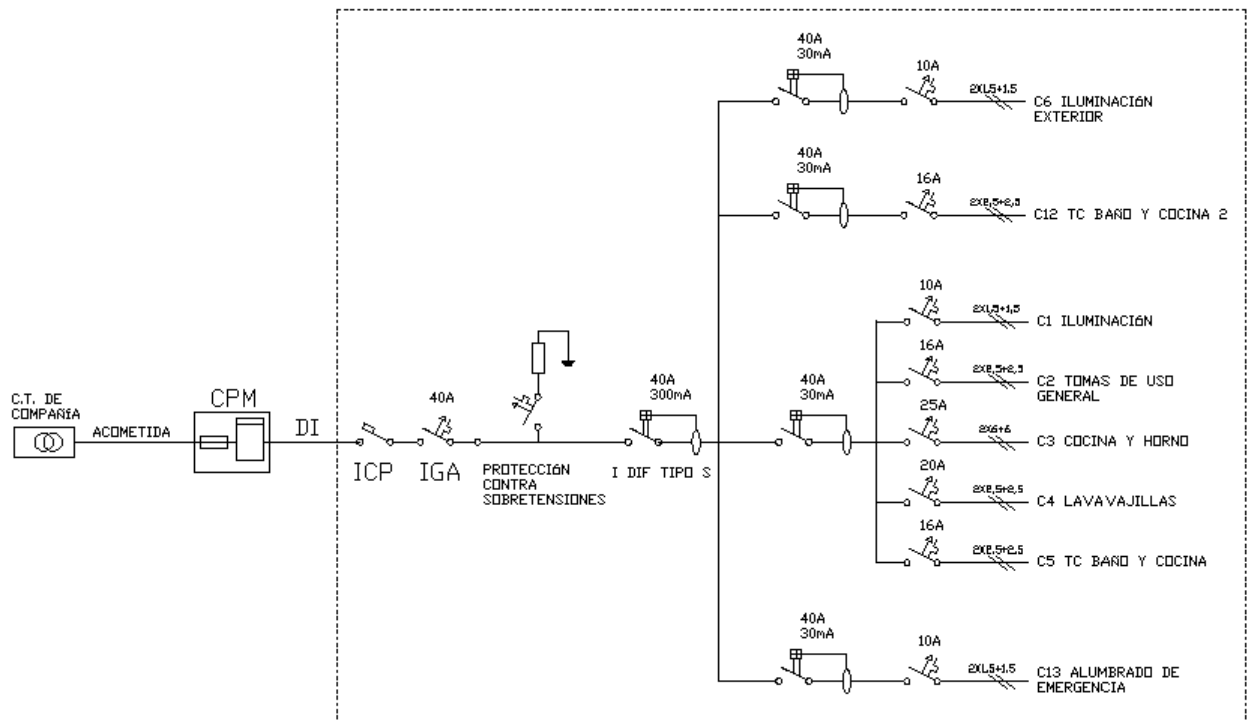 40A
30mA
10A
2X1.5+1.5
C6 ILUMINACIÓN
EXTERIOR
40A
30mA
16A
2X2,5+2,5
C12 TC BAÑO Y COCINA 2
10A
2X1,5+1,5
C1 ILUMINACIÓN
16A
2X2,5+2,5
C2 TOMAS DE USO
GENERAL
C.T. DE
COMPAÑÍA
ACOMETIDA
CPM
DI
ICP
40A
IGA
PROTECCIÓN
CONTRA
SOBRETENSIONES
40A
300mA
I DIF TIPO S
40A
30mA
25A
2X6+6
C3 COCINA Y HORNO
20A
2X2,5+2,5
C4 LAVAVAJILLAS
16A
2X2,5+2,5
C5 TC BAÑO Y COCINA
40A
30mA
10A
2X1.5+1.5
C13 ALUMBRADO DE
EMERGENCIA